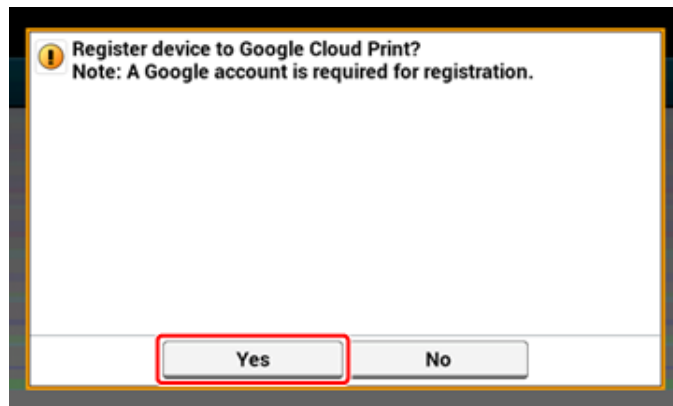 Register device to Google Cloud Print?
Note: A Google account is required for registration.
Yes
No